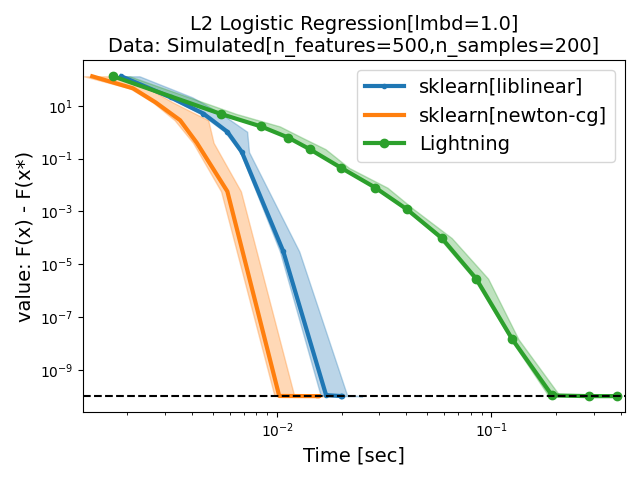 L2 Logistic Regression[lmbd=1.0]
Data: Simulated[n_features=500,n_samples=200]
sklearn[liblinear]
sklearn[newton-cg]
Lightning
value: F(x) - F(x*)
10¹
10⁻¹
10⁻³
10⁻⁵
10⁻⁷
10⁻⁹
10⁻²
10⁻¹
Time [sec]